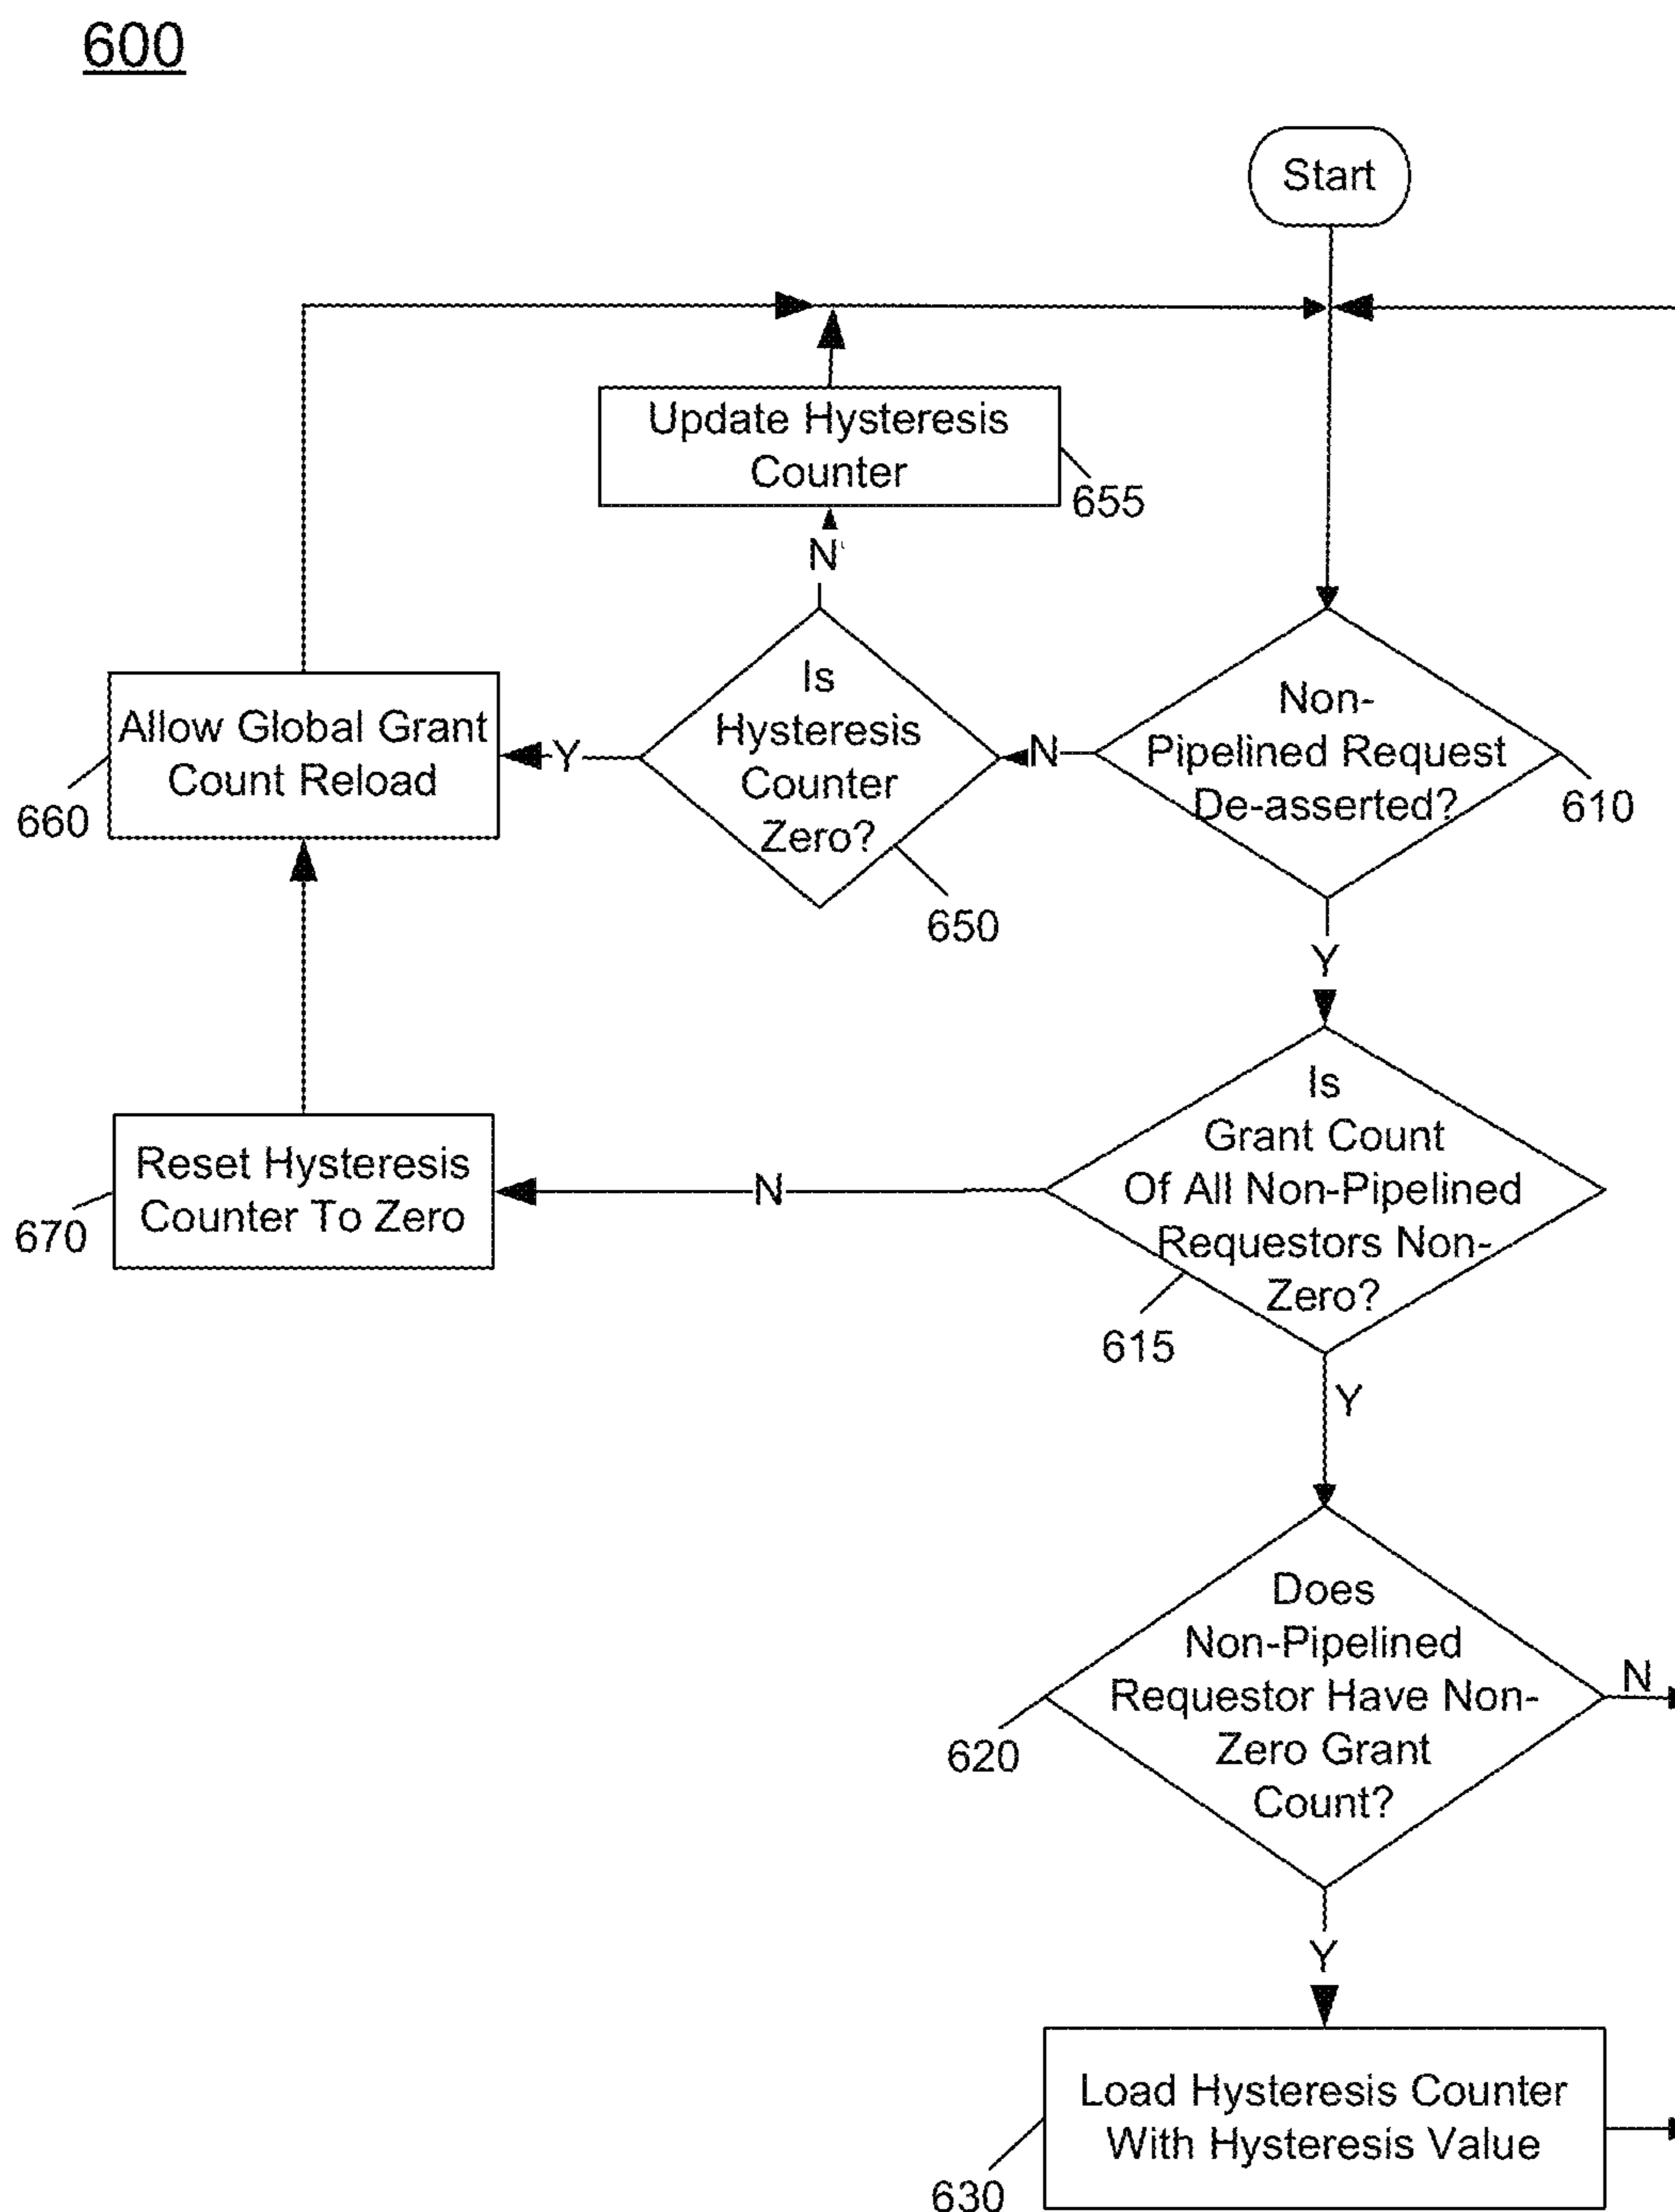 600
Start
Update Hysteresis
Counter
655
N
Is
Hysteresis
Counter
Zero?
650
Y
N
Non-
Pipelined Request
De-asserted?
610
Allow Global Grant
Count Reload
660
Y
Is
Grant Count
Of All Non-Pipelined
Requestors Non-
Zero?
615
N
Reset Hysteresis
Counter To Zero
670
Y
Does
Non-Pipelined
Requestor Have Non-
Zero Grant
Count?
620
N
Y
Load Hysteresis Counter
With Hysteresis Value
630